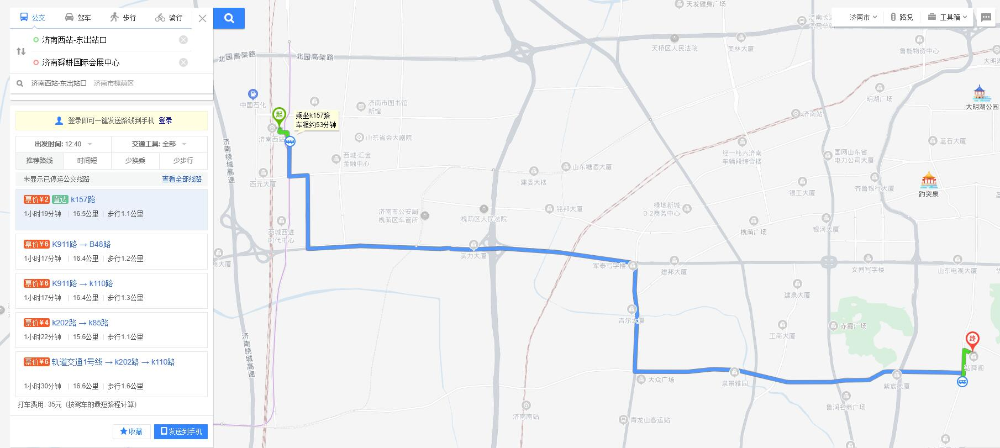 公交
驾车
步行
骑行
济南西站-东出站口
济南舜耕国际会展中心
济南西站-东出站口 济南市槐荫区
登录即可一键发送路线到手机 登录
出发时间: 12:40
交通工具: 全部
推荐路线
时间短
少换乘
少步行
未显示已停运公交线路
查看全部线路
票价¥2 直达 k157路
1小时19分钟 | 16.5公里 | 步行1.1公里
票价¥6 K911路 → B48路
1小时17分钟 | 16.4公里 | 步行1.2公里
票价¥6 K911路 → k110路
1小时17分钟 | 16.4公里 | 步行1.3公里
票价¥4 k202路 → k85路
1小时22分钟 | 15.6公里 | 步行1.1公里
票价¥6 轨道交通1号线 → k202路 → k110路
1小时30分钟 | 16.6公里 | 步行1.6公里
打车费用: 35元 (按驾车的最短路程计算)
收藏
发送到手机
济南市
路况
工具箱
天发健身广场
天桥区人民法院
美林大厦
鲁能物资中心
北园高架路
北园高架路
中国石化
起
乘坐k157路
车程约53分钟
济南市图书馆
新馆
济南西站
山东省会大剧院
西城·汇金
金融中心
济南绕城高速
西元大厦
建委大楼
山东糖酒大厦
经一纬六济南
车辆段综合楼
济南站
明湖广场
大明湖公园
蓝石大厦
国网山东省
电力公司大厦
齐鲁银行大厦
趵突泉
银工大厦
绿地新城
D-2商务中心
铭邦大厦
槐荫区人民法院
济南市公安局
槐荫区车管所
槐荫广场
银河大厦
西城西进
时代中心
实力大厦
商大厦
军泰写字楼
建邦大厦
文博写字楼
山东电视大厦
建泉大厦
吉尔大厦
工商大厦
赤霞广场
终
弘舜阁
济南绕城高速
大众广场
泉景雅园
紫宸大厦
鲁润名商广场
济南南站
青龙山客运站